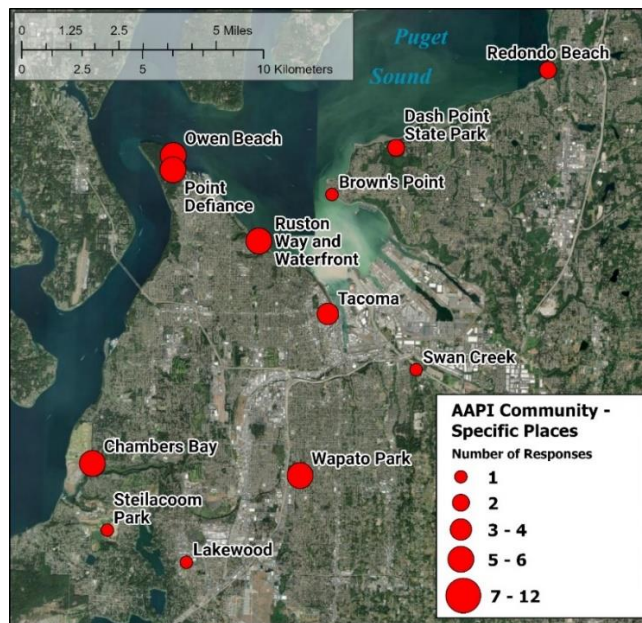 0 1.25 2.5 5 Miles
0 2.5 5 10 Kilometers
Puget
Sound
Redondo Beach
Dash Point
State Park
Owen Beach
Brown's Point
Point
Defiance
Ruston
Way and
Waterfront
Tacoma
Swan Creek
Chambers Bay
Wapato Park
Steilacoom
Park
Lakewood
AAPI Community -
Specific Places
Number of Responses
1
2
3 - 4
5 - 6
7 - 12